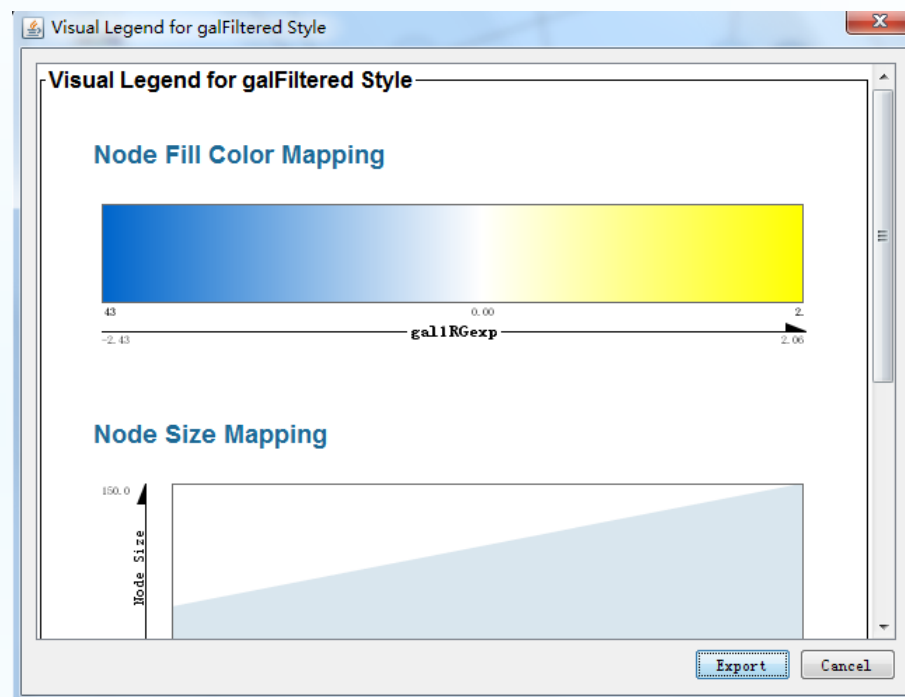 Visual Legend for galFiltered Style
Visual Legend for galFiltered Style
Node Fill Color Mapping
43 0.00 2.
gal1RGexp
-2.43 2.06
Node Size Mapping
150.0
Node Size
Export Cancel